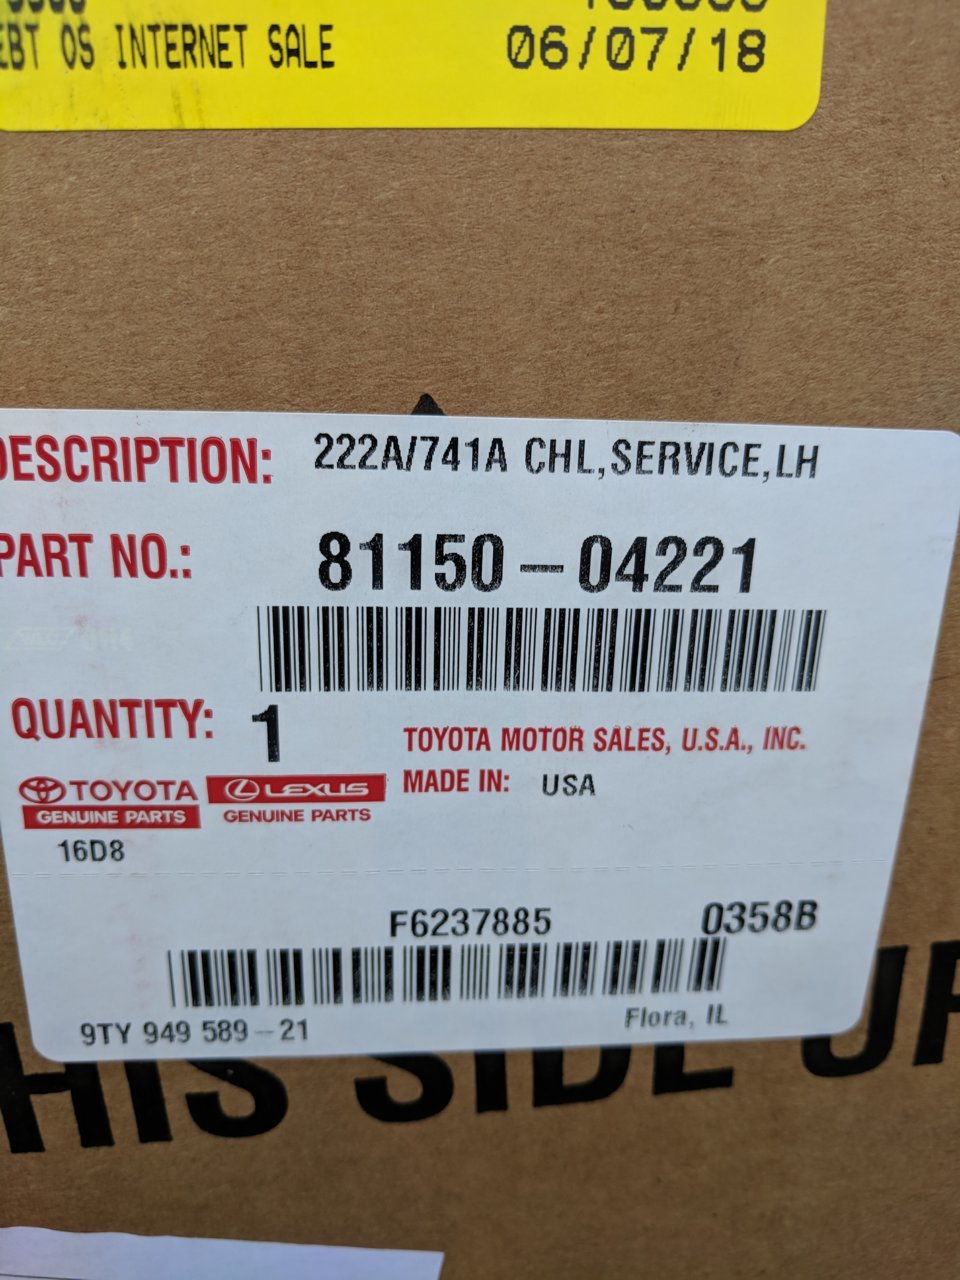 OS INTERNET SALE
06/07/18
DESCRIPTION: 222A/741A CHL,SERVICE,LH
PART NO.: 81150-04221
QUANTITY: 1
TOYOTA MOTOR SALES, U.S.A., INC.
MADE IN: USA
TOYOTA
GENUINE PARTS
LEXUS
GENUINE PARTS
16D8
F6237885
0358B
9TY 949 589-21
Flora, IL
HIS SIDE UP